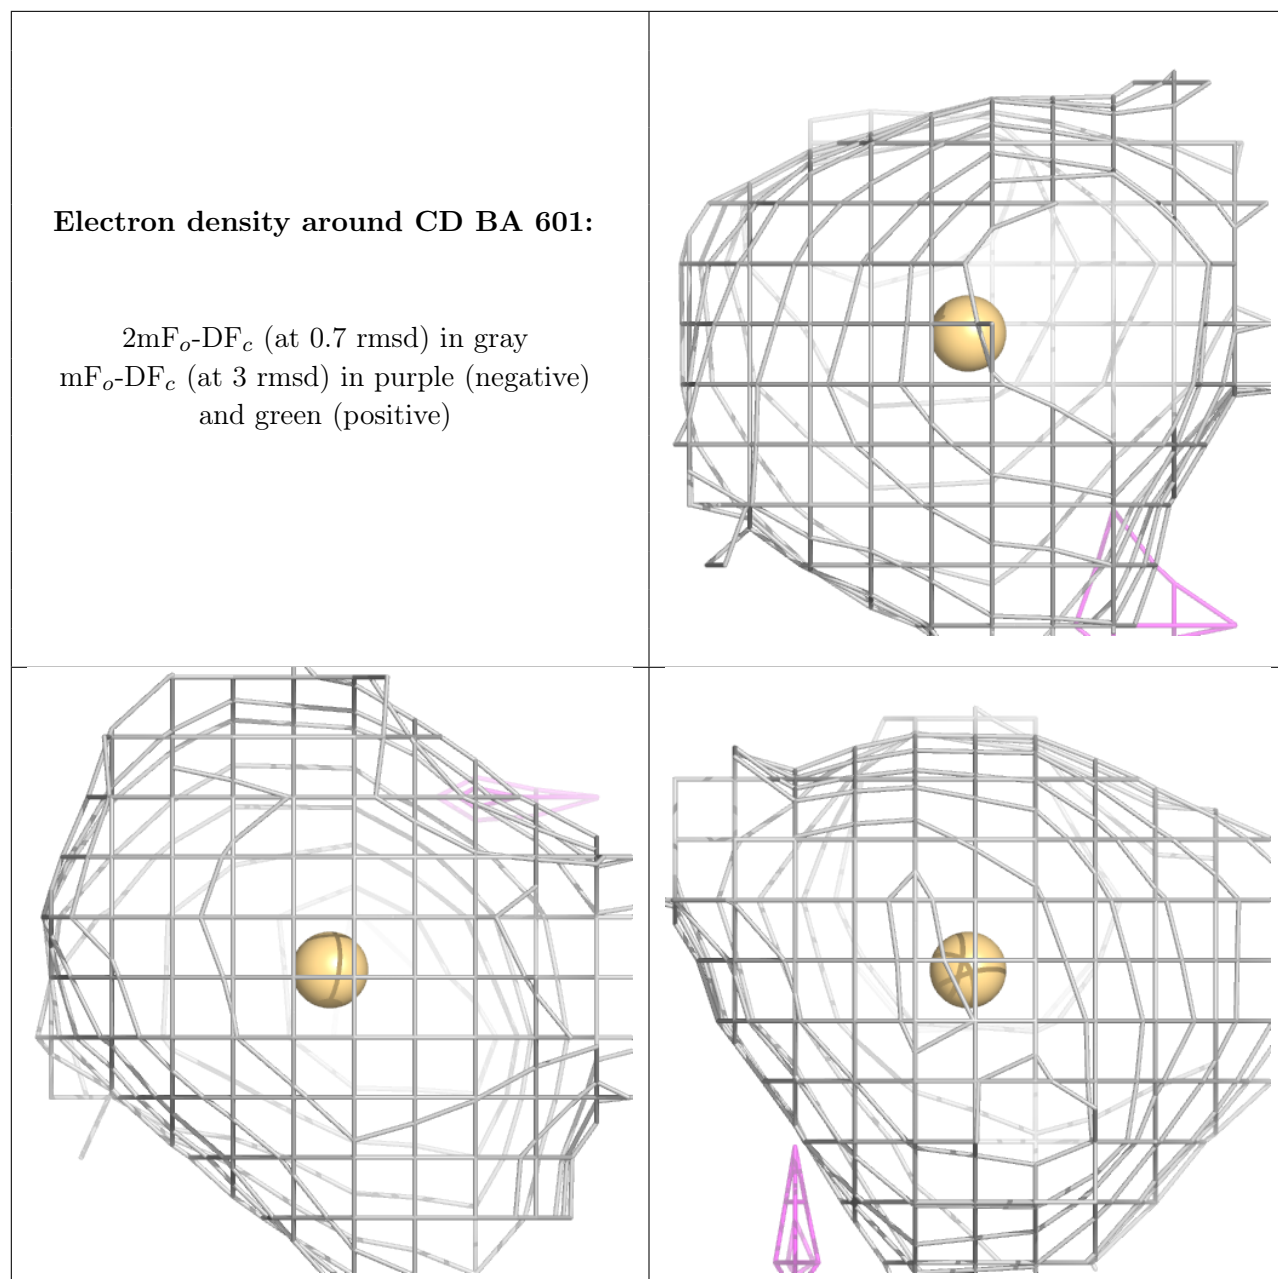 Electron density around CD BA 601:
2mFo-DFc (at 0.7 rmsd) in gray
mFo-DFc (at 3 rmsd) in purple (negative)
and green (positive)